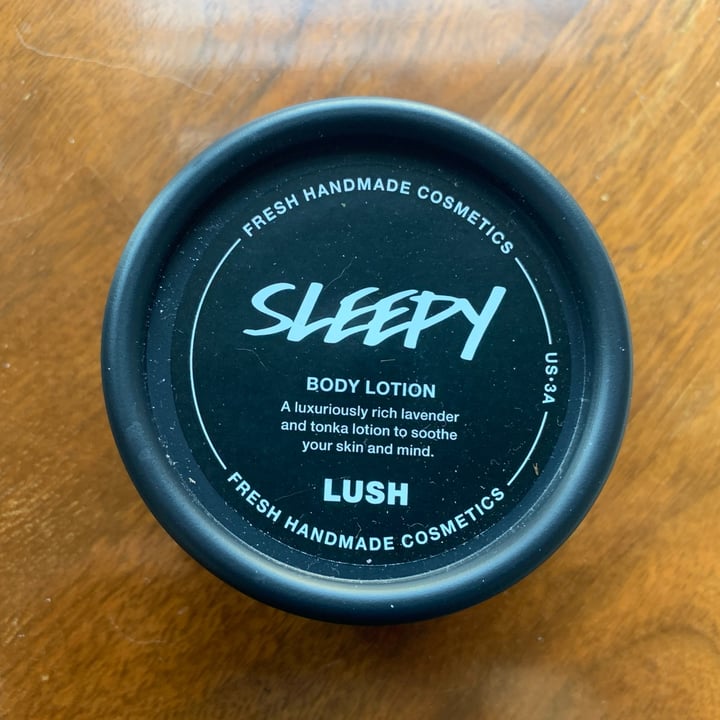 FRESH HANDMADE COSMETICS
SLEEPY
US•3A
BODY LOTION
A luxuriously rich lavender
and tonka lotion to soothe
your skin and mind.
LUSH
FRESH HANDMADE COSMETICS